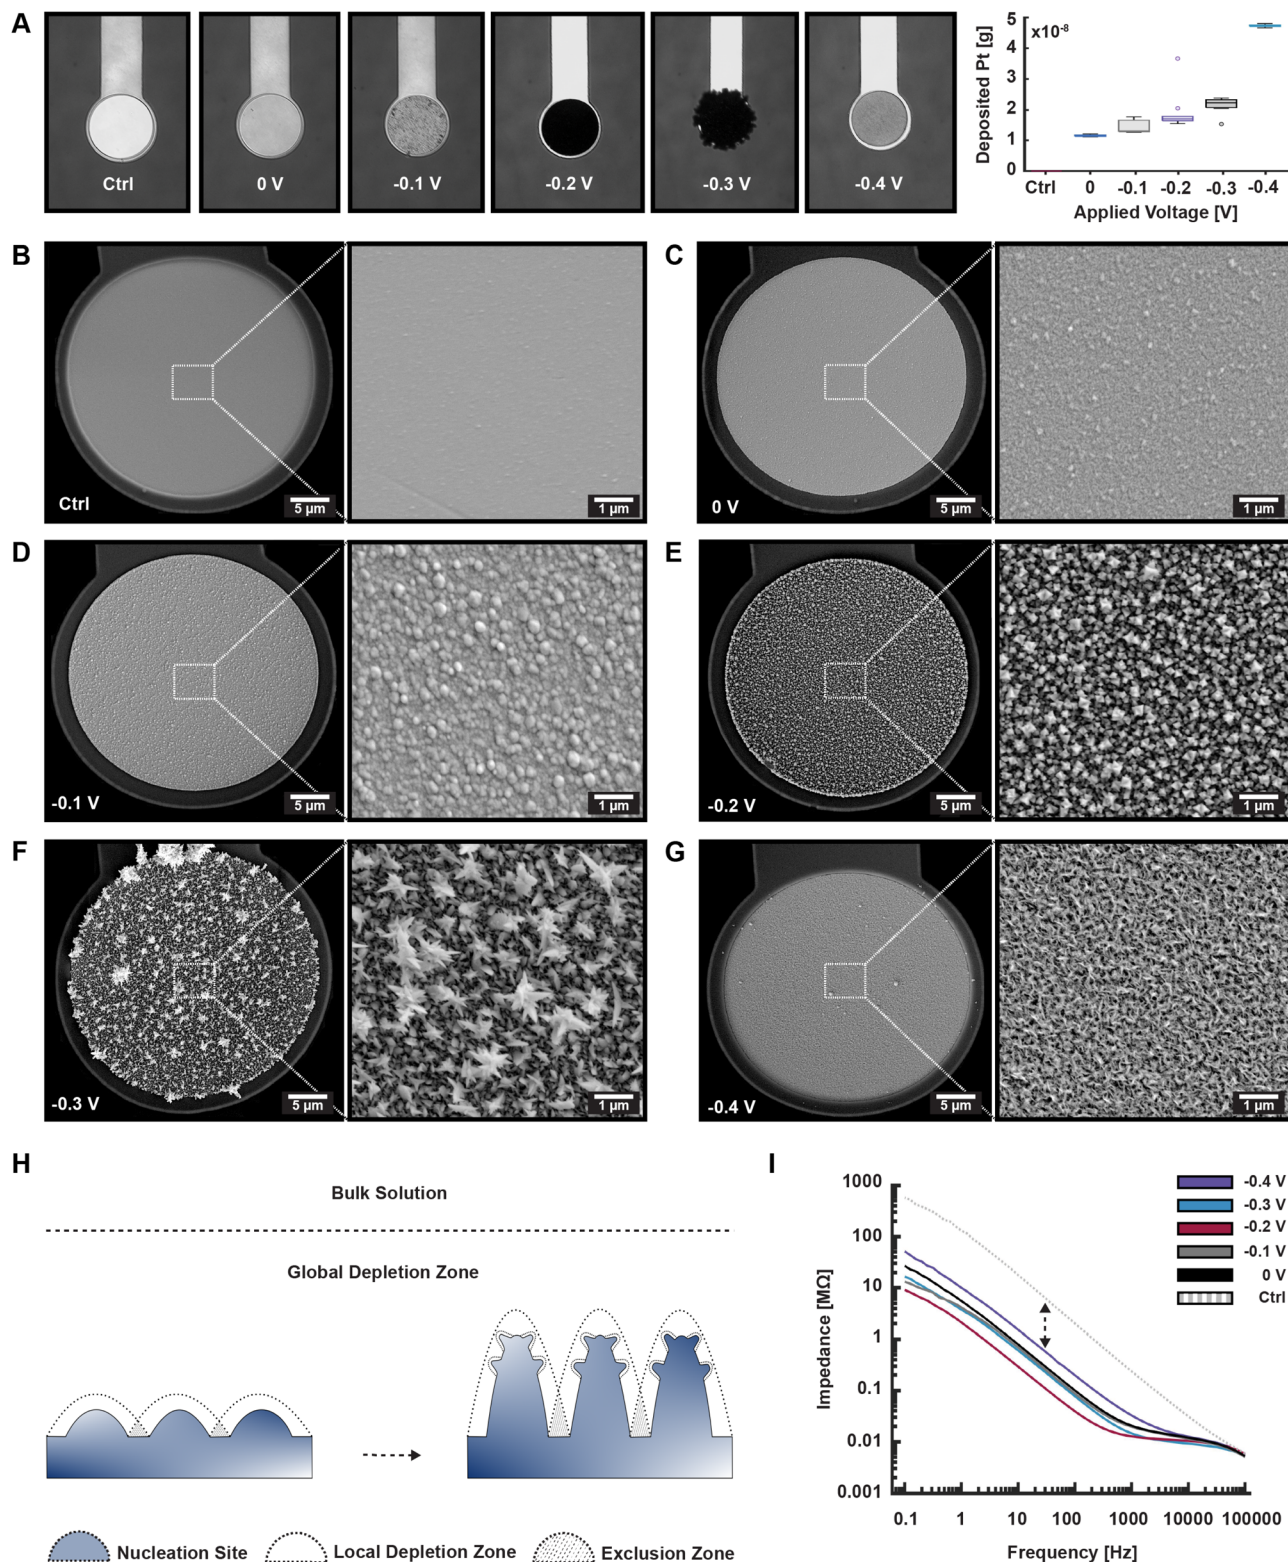 A
Ctrl
0 V
-0.1 V
-0.2 V
-0.3 V
-0.4 V
Deposited Pt [g]
x10-8
5
4
3
2
1
0
Ctrl 0 -0.1 -0.2 -0.3 -0.4
Applied Voltage [V]
B
Ctrl
5 µm
1 µm
C
0 V
5 µm
1 µm
D
-0.1 V
5 µm
1 µm
E
-0.2 V
5 µm
1 µm
F
-0.3 V
5 µm
1 µm
G
-0.4 V
5 µm
1 µm
H
Bulk Solution
Global Depletion Zone
Nucleation Site
Local Depletion Zone
Exclusion Zone
I
Impedance [MΩ]
1000
100
10
1
0.1
0.01
0.001
0.1 1 10 100 1000 10000 100000
Frequency [Hz]
-0.4 V
-0.3 V
-0.2 V
-0.1 V
0 V
Ctrl